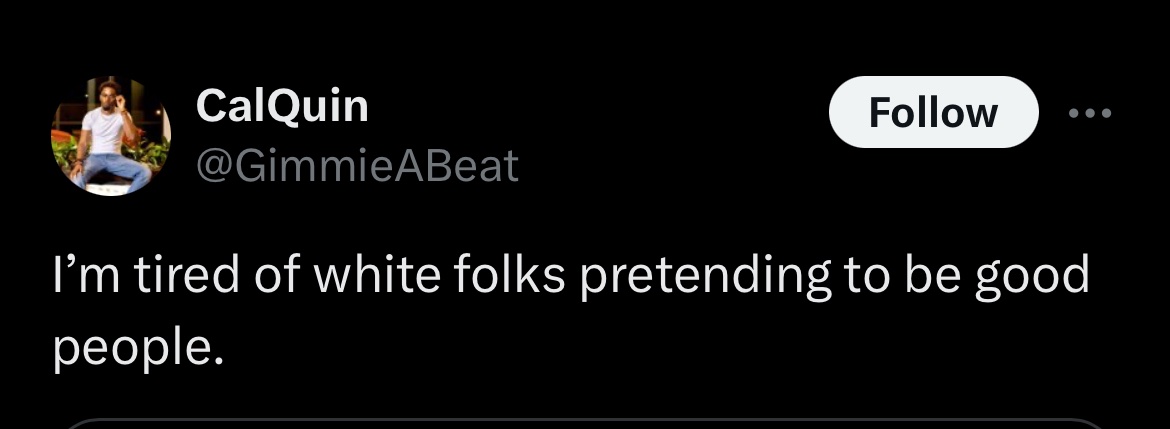 CalQuin
Follow
@GimmieABeat
I’m tired of white folks pretending to be good
people.